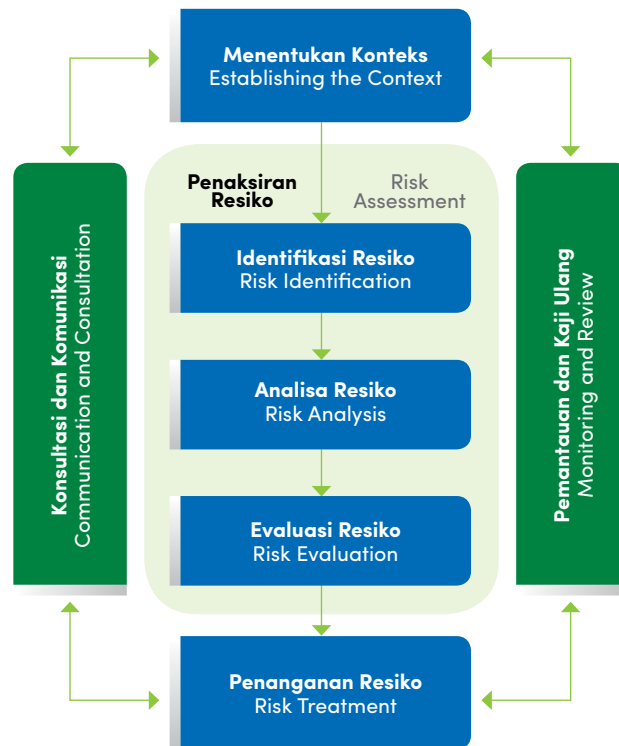 Menentukan Konteks
Establishing the Context
Penaksiran
Resiko
Risk
Assessment
Identifikasi Resiko
Risk Identification
Analisa Resiko
Risk Analysis
Evaluasi Resiko
Risk Evaluation
Penanganan Resiko
Risk Treatment
Konsultasi dan Komunikasi
Communication and Consultation
Pemantauan dan Kaji Ulang
Monitoring and Review